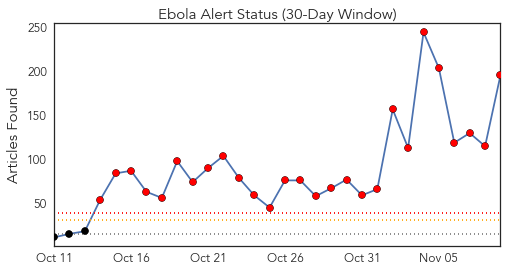 Ebola Alert Status (30-Day Window)
Articles Found
250
200
150
100
50
Oct 11 Oct 16 Oct 21 Oct 26 Oct 31 Nov 05